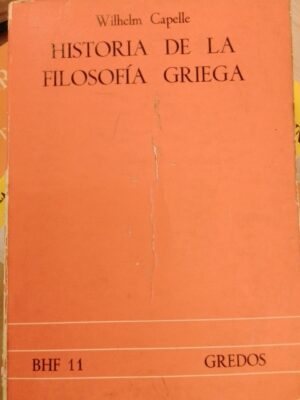 Wilhelm Capelle
HISTORIA DE LA
FILOSOFÍA GRIEGA
BHF 11 GREDOS